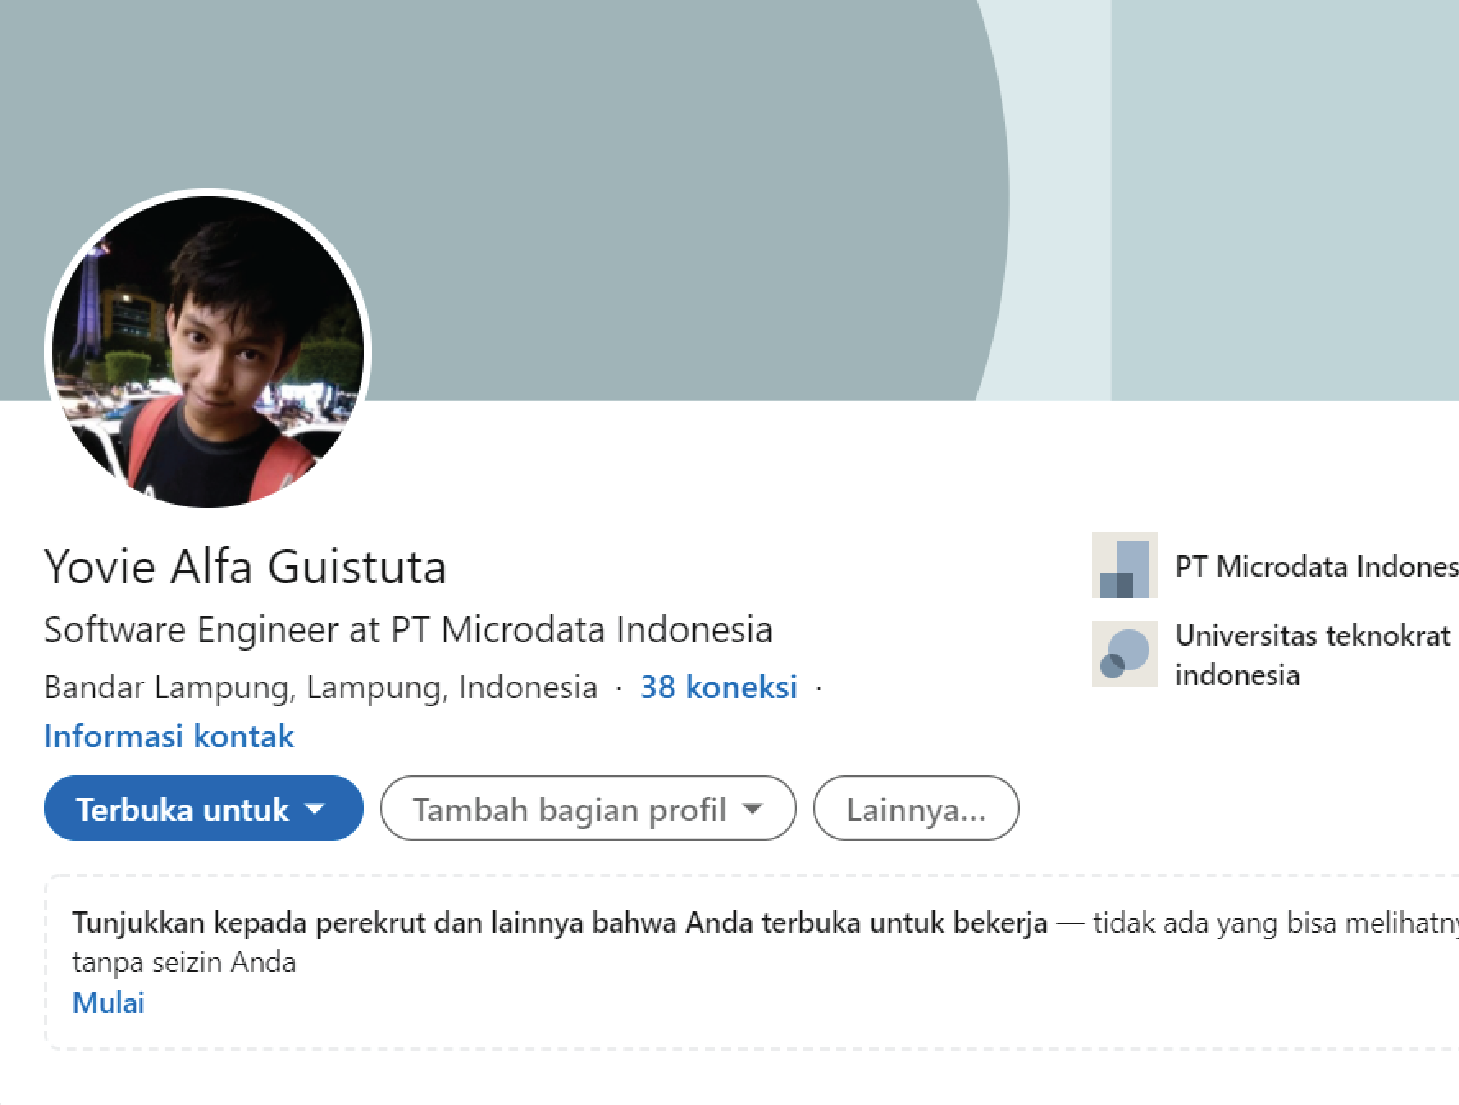 Yovie Alfa Guistuta
Software Engineer at PT Microdata Indonesia
Bandar Lampung, Lampung, Indonesia · 38 koneksi ·
Informasi kontak
PT Microdata Indones
Universitas teknokrat
indonesia
Terbuka untuk
Tambah bagian profil
Lainnya...
Tunjukkan kepada perekrut dan lainnya bahwa Anda terbuka untuk bekerja — tidak ada yang bisa melihatny
tanpa seizin Anda
Mulai